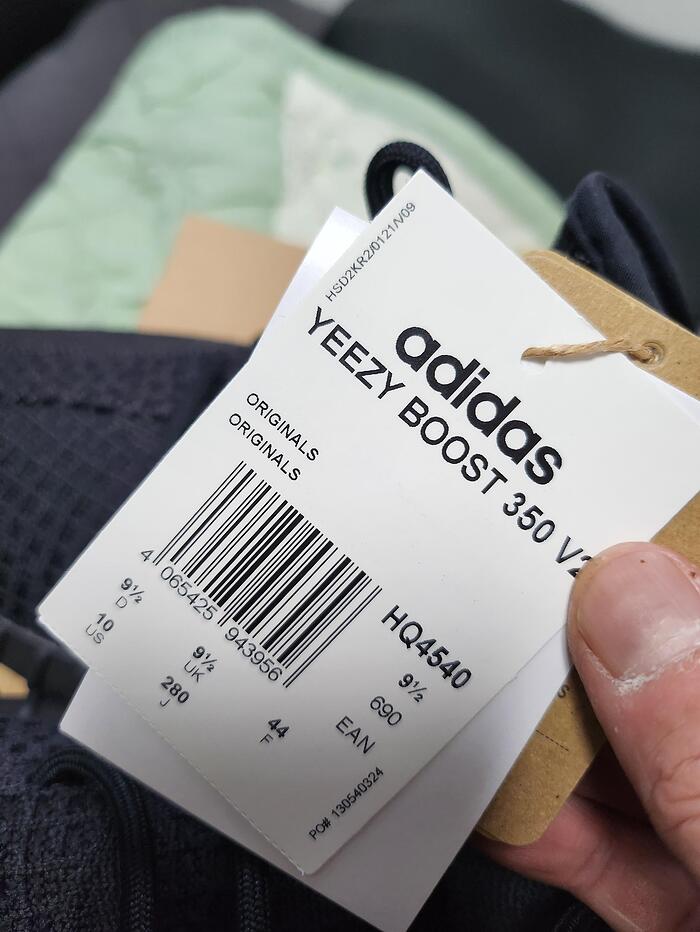 HSD2KR2/0121/V09
adidas
YEEZY BOOST 350 V2
ORIGINALS
ORIGINALS
4 065425 943956
HQ4540
9½ D
9½ UK
9½
10 US
280 J
44 F
690
EAN
PO# 130540324